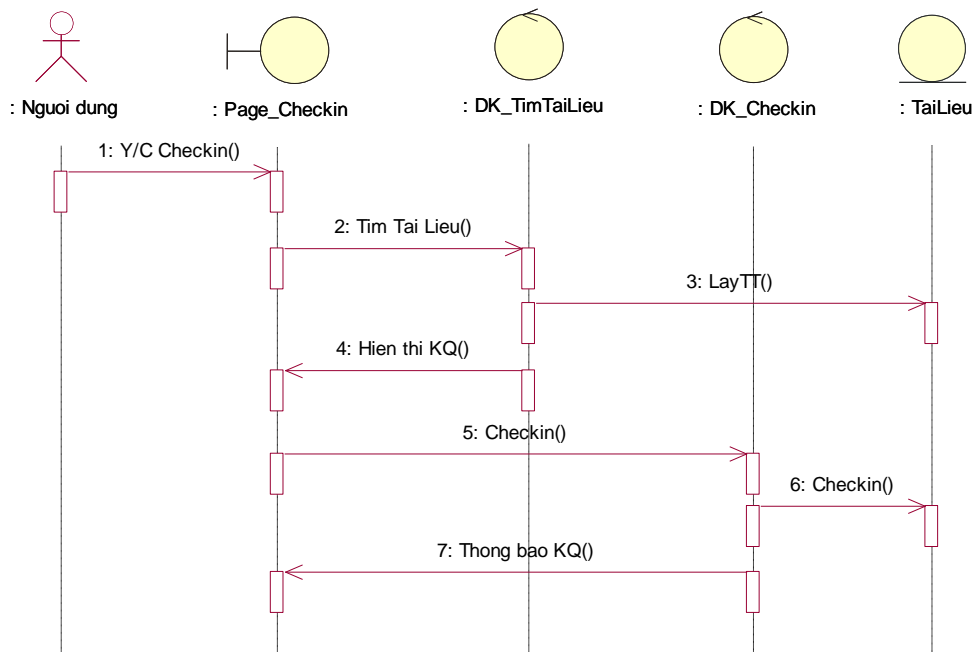 : Nguoi dung
: Page_Checkin
: DK_TimTaiLieu
: DK_Checkin
: TaiLieu
1: Y/C Checkin()
2: Tim Tai Lieu()
3: LayTT()
4: Hien thi KQ()
5: Checkin()
6: Checkin()
7: Thong bao KQ()